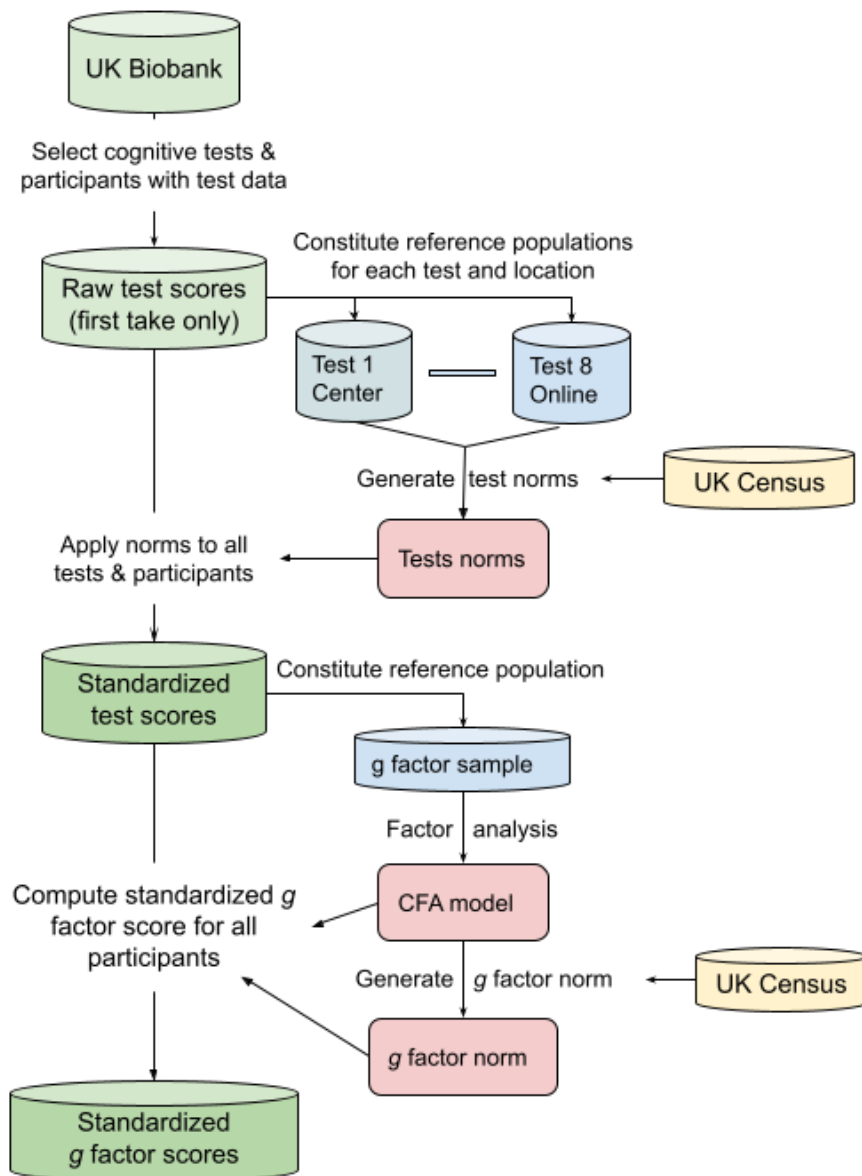 UK Biobank
Select cognitive tests &
participants with test data
Constitute reference populations
for each test and location
Raw test scores
(first take only)
Test 1
Center
Test 8
Online
Generate test norms
UK Census
Apply norms to all
tests & participants
Tests norms
Standardized
test scores
Constitute reference population
g factor sample
Factor analysis
Compute standardized g
factor score for all
participants
CFA model
Generate g factor norm
UK Census
g factor norm
Standardized
g factor scores